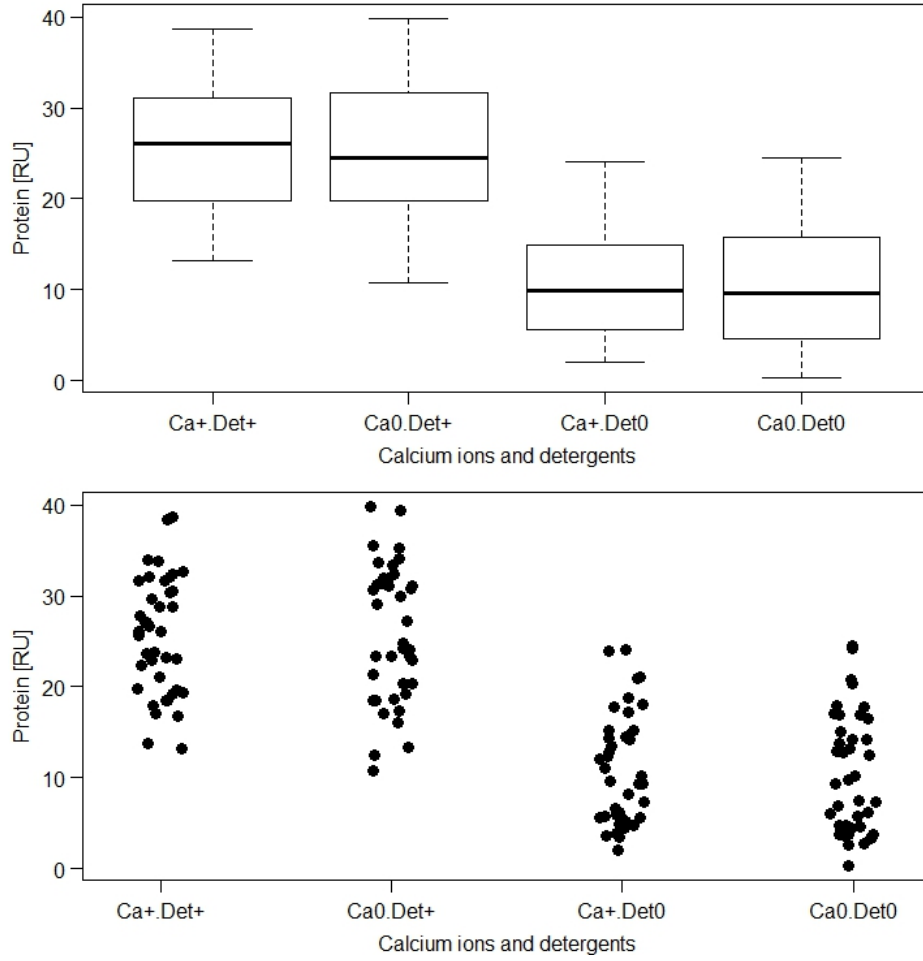 40
30
20
10
0
Protein [RU]
Ca+.Det+ Ca0.Det+ Ca+.Det0 Ca0.Det0
Calcium ions and detergents
40
30
20
10
0
Protein [RU]
Ca+.Det+ Ca0.Det+ Ca+.Det0 Ca0.Det0
Calcium ions and detergents